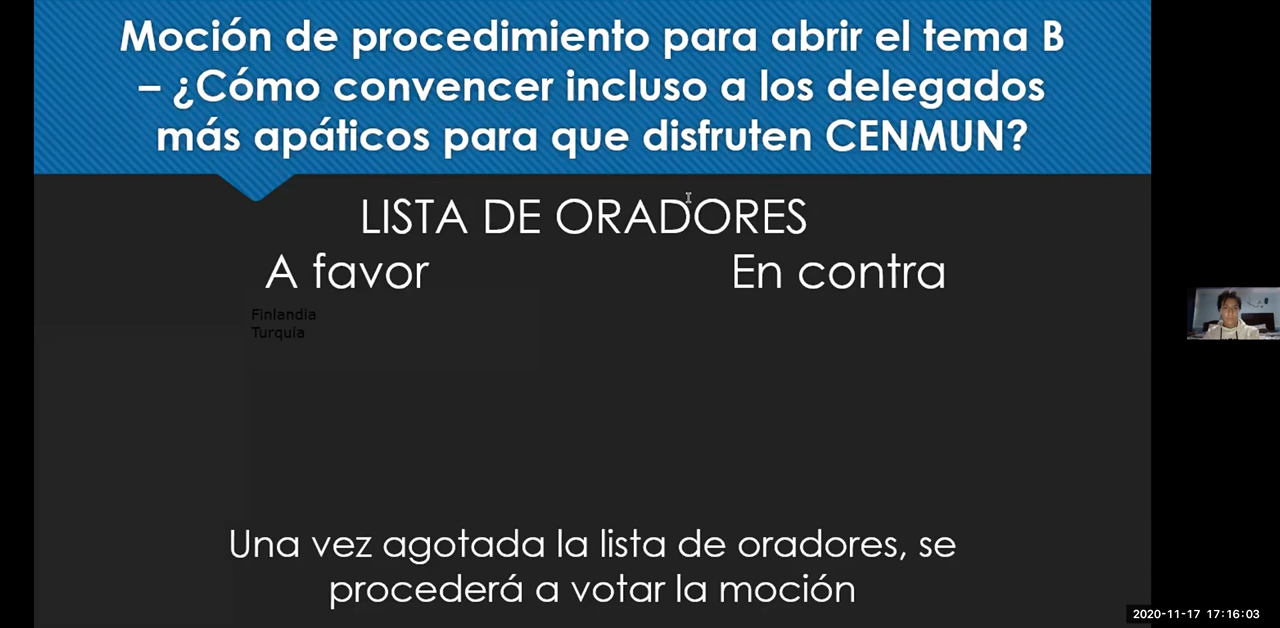 Moción de procedimiento para abrir el tema B
– ¿Cómo convencer incluso a los delegados
más apáticos para que disfruten CENMUN?
LISTA DE ORADORES
A favor
En contra
Finlandia
Turquía
Una vez agotada la lista de oradores, se
procederá a votar la moción
2020-11-17 17:16:03